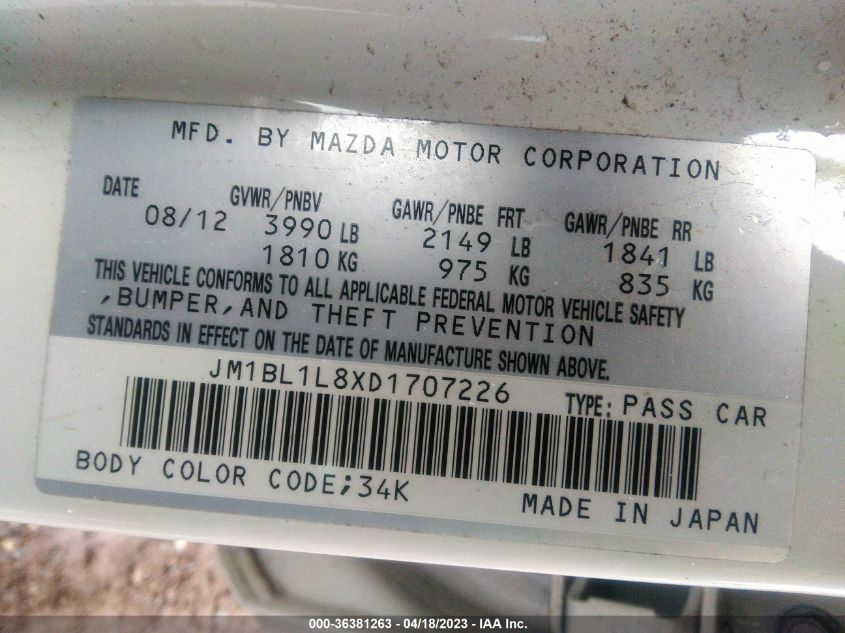 MFD. BY MAZDA MOTOR CORPORATION
DATE GVWR/PNBV GAWR/PNBE FRT GAWR/PNBE RR
08/12 3990 LB 2149 LB 1841 LB
1810 KG 975 KG 835 KG
THIS VEHICLE CONFORMS TO ALL APPLICABLE FEDERAL MOTOR VEHICLE SAFETY
,BUMPER,AND THEFT PREVENTION
STANDARDS IN EFFECT ON THE DATE OF MANUFACTURE SHOWN ABOVE.
JM1BL1L8XD1707226 TYPE: PASS CAR
BODY COLOR CODE;34K
MADE IN JAPAN
000-36381263 - 04/18/2023 - IAA Inc.